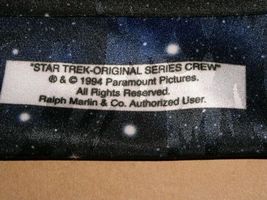 "STAR TREK-ORIGINAL SERIES CREW"
® & © 1994 Paramount Pictures.
All Rights Reserved.
Ralph Marlin & Co. Authorized User.